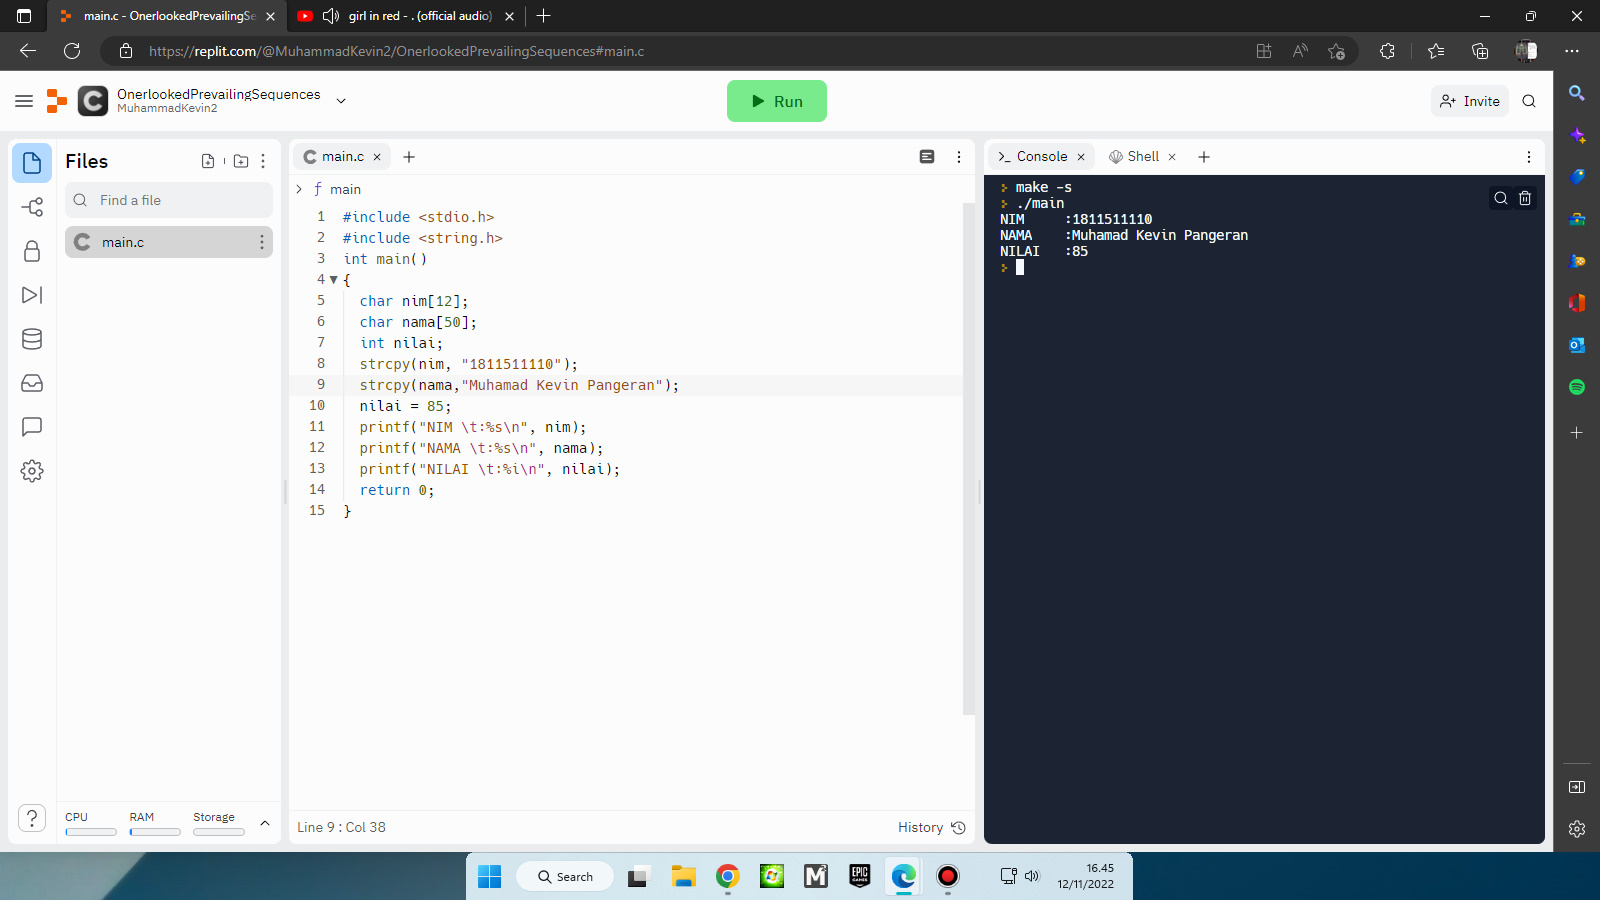 main.c - OnerlookedPrevailingSe
girl in red - . (official audio)
https://replit.com/@MuhammadKevin2/OnerlookedPrevailingSequences#main.c
OnerlookedPrevailingSequences
MuhammadKevin2
Run
Invite
Files
Find a file
main.c
main.c
main
1 #include <stdio.h>
2 #include <string.h>
3 int main()
4 {
5 char nim[12];
6 char nama[50];
7 int nilai;
8 strcpy(nim, "1811511110");
9 strcpy(nama,"Muhamad Kevin Pangeran");
10 nilai = 85;
11 printf("NIM \t:%s\n", nim);
12 printf("NAMA \t:%s\n", nama);
13 printf("NILAI \t:%i\n", nilai);
14 return 0;
15 }
Console
Shell
make -s
./main
NIM :1811511110
NAMA :Muhamad Kevin Pangeran
NILAI :85
CPU RAM Storage
Line 9 : Col 38
History
Search
EPIC GAMES
16.45
12/11/2022